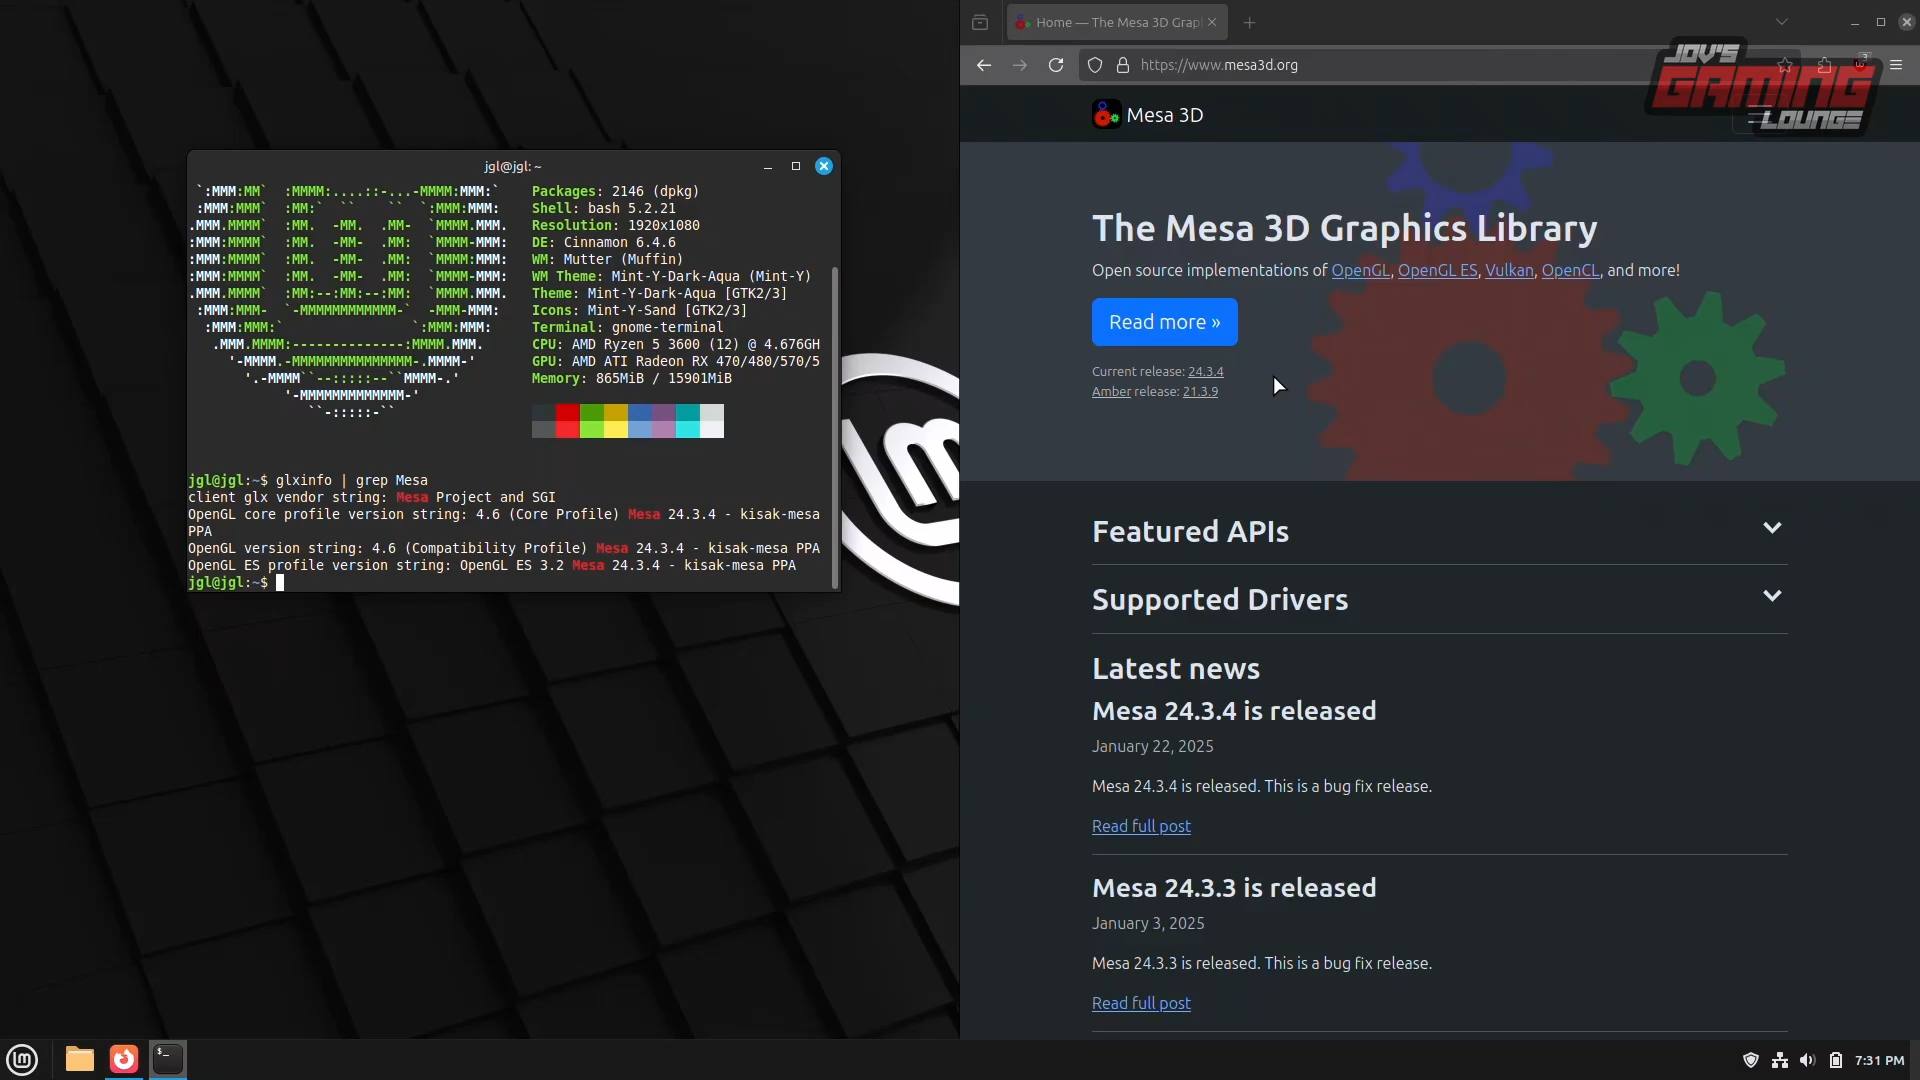 jgl@jgl: ~
Packages: 2146 (dpkg)
Shell: bash 5.2.21
Resolution: 1920x1080
DE: Cinnamon 6.4.6
WM: Mutter (Muffin)
WM Theme: Mint-Y-Dark-Aqua (Mint-Y)
Theme: Mint-Y-Dark-Aqua [GTK2/3]
Icons: Mint-Y-Sand [GTK2/3]
Terminal: gnome-terminal
CPU: AMD Ryzen 5 3600 (12) @ 4.676GH
GPU: AMD ATI Radeon RX 470/480/570/5
Memory: 865MiB / 15901MiB
jgl@jgl:~$ glxinfo | grep Mesa
client glx vendor string: Mesa Project and SGI
OpenGL core profile version string: 4.6 (Core Profile) Mesa 24.3.4 - kisak-mesa
PPA
OpenGL version string: 4.6 (Compatibility Profile) Mesa 24.3.4 - kisak-mesa PPA
OpenGL ES profile version string: OpenGL ES 3.2 Mesa 24.3.4 - kisak-mesa PPA
jgl@jgl:~$
Home — The Mesa 3D Grap
https://www.mesa3d.org
JOV'S
GAMING
LOUNGE
Mesa 3D
The Mesa 3D Graphics Library
Open source implementations of OpenGL, OpenGL ES, Vulkan, OpenCL, and more!
Read more »
Current release: 24.3.4
Amber release: 21.3.9
Featured APIs
Supported Drivers
Latest news
Mesa 24.3.4 is released
January 22, 2025
Mesa 24.3.4 is released. This is a bug fix release.
Read full post
Mesa 24.3.3 is released
January 3, 2025
Mesa 24.3.3 is released. This is a bug fix release.
Read full post
7:31 PM